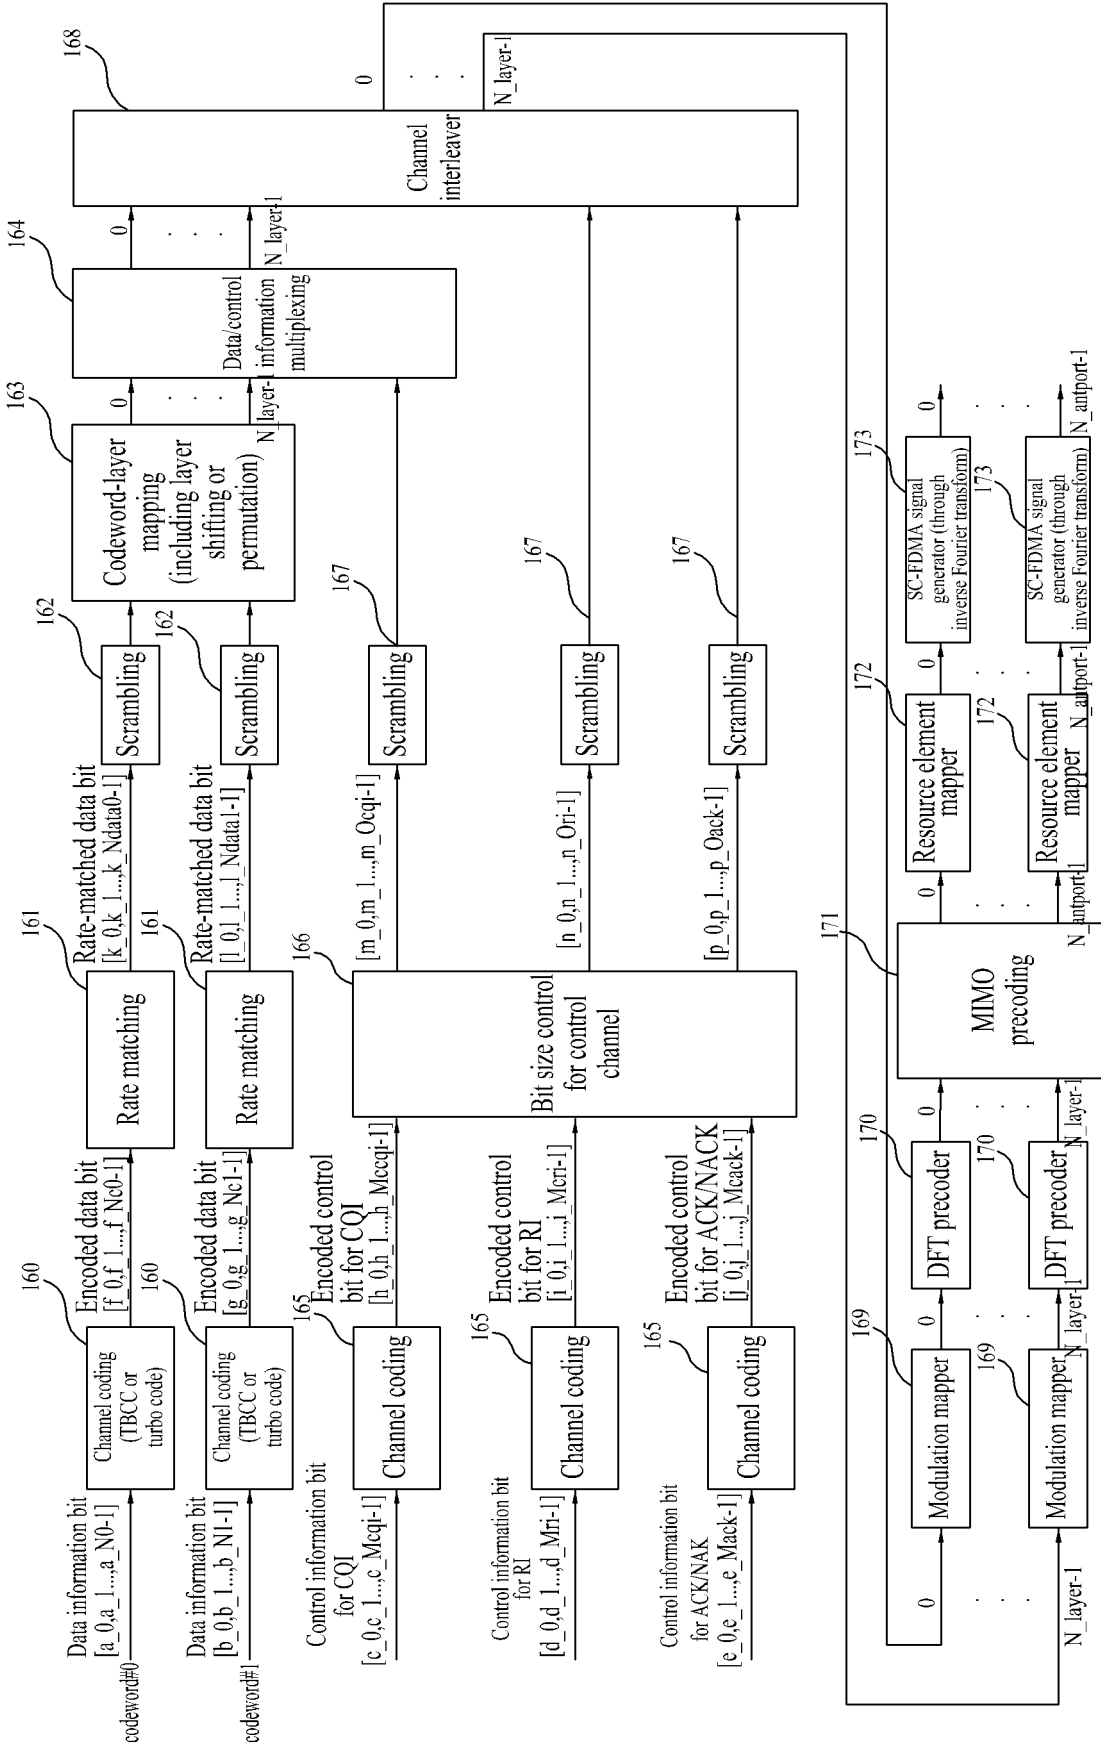 codeword#0
Data information bit
[a_0,a_1...,a_N0-1]
160
Channel coding
(TBCC or
turbo code)
Encoded data bit
[f_0,f_1...,f_Nc0-1]
161
Rate matching
Rate-matched data bit
[k_0,k_1...,k_Ndata0-1]
162
Scrambling
codeword#1
Data information bit
[b_0,b_1...,b_N1-1]
160
Channel coding
(TBCC or
turbo code)
Encoded data bit
[g_0,g_1...,g_Nc1-1]
161
Rate matching
Rate-matched data bit
[l_0,l_1...,l_Ndata1-1]
162
Scrambling
163
Codeword-layer
mapping
(including layer
shifting or
permutation)
0
. . .
N_layer-1
164
Data/control
information
multiplexing
0
. . .
N_layer-1
168
Channel
interleaver
0
. . .
N_layer-1
Control information bit
for CQI
[c_0,c_1...,c_Mcqi-1]
165
Channel coding
Encoded control
bit for CQI
[h_0,h_1...,h_Mccqi-1]
166
Bit size control
for control
channel
[m_0,m_1...,m_Ocqi-1]
167
Scrambling
Control information bit
for RI
[d_0,d_1...,d_Mri-1]
165
Channel coding
Encoded control
bit for RI
[i_0,i_1...,i_Mcri-1]
[n_0,n_1...,n_Ori-1]
167
Scrambling
Control information bit
for ACK/NAK
[e_0,e_1...,e_Mack-1]
165
Channel coding
Encoded control
bit for ACK/NACK
[j_0,j_1...,j_Mcack-1]
[p_0,p_1...,p_Oack-1]
167
Scrambling
0
. . .
N_layer-1
169
Modulation mapper
169
Modulation mapper
0
. . .
N_layer-1
170
DFT precoder
170
DFT precoder
0
. . .
N_layer-1
171
MIMO
precoding
0
. . .
N_antport-1
172
Resource element
mapper
172
Resource element
mapper
0
. . .
N_antport-1
173
SC-FDMA signal
generator (through
inverse Fourier transform)
173
SC-FDMA signal
generator (through
inverse Fourier transform)
0
. . .
N_antport-1